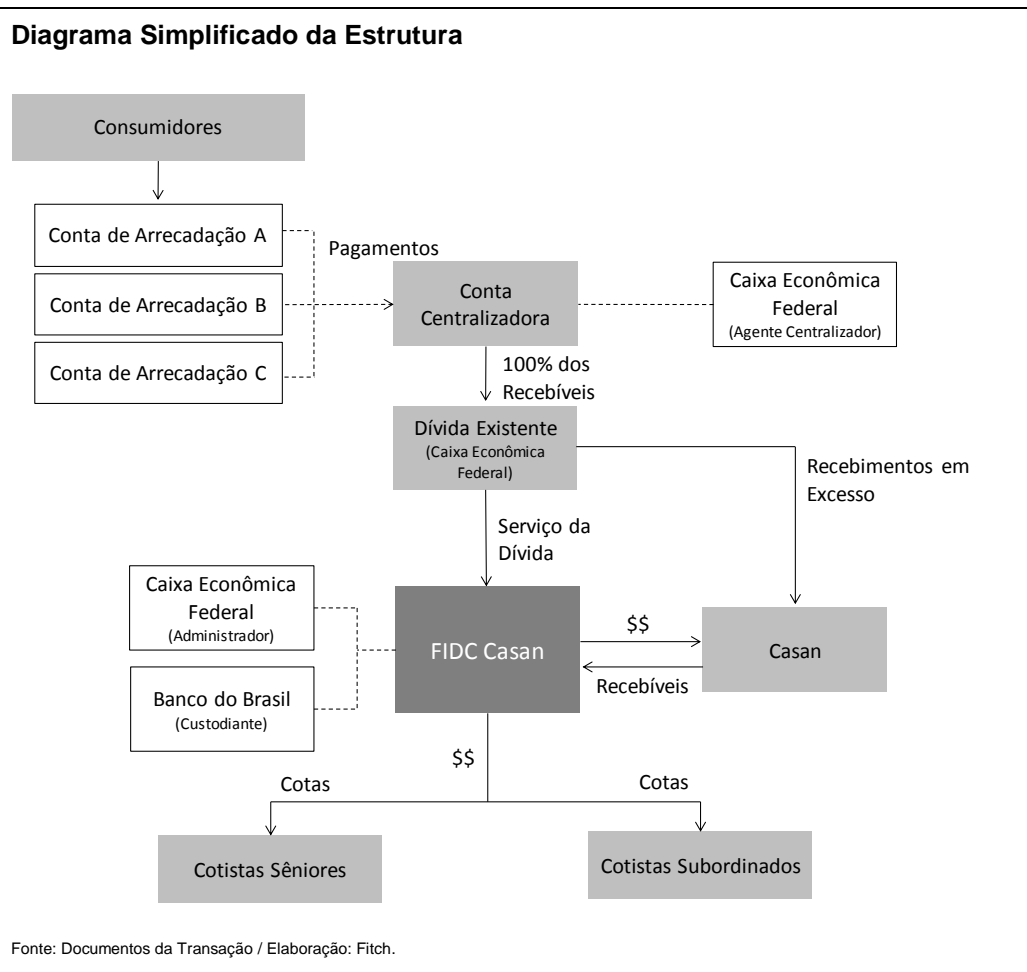 Diagrama Simplificado da Estrutura
Consumidores
Conta de Arrecadação A
Pagamentos
Conta de Arrecadação B
Conta de Arrecadação C
Conta
Centralizadora
Caixa Econômica
Federal
(Agente Centralizador)
100% dos
Recebíveis
Dívida Existente
(Caixa Econômica
Federal)
Recebimentos em
Excesso
Serviço da
Dívida
Caixa Econômica
Federal
(Administrador)
Banco do Brasil
(Custodiante)
FIDC Casan
$$
Recebíveis
Casan
$$
Cotas
Cotas
Cotistas Sêniores
Cotistas Subordinados
Fonte: Documentos da Transação / Elaboração: Fitch.